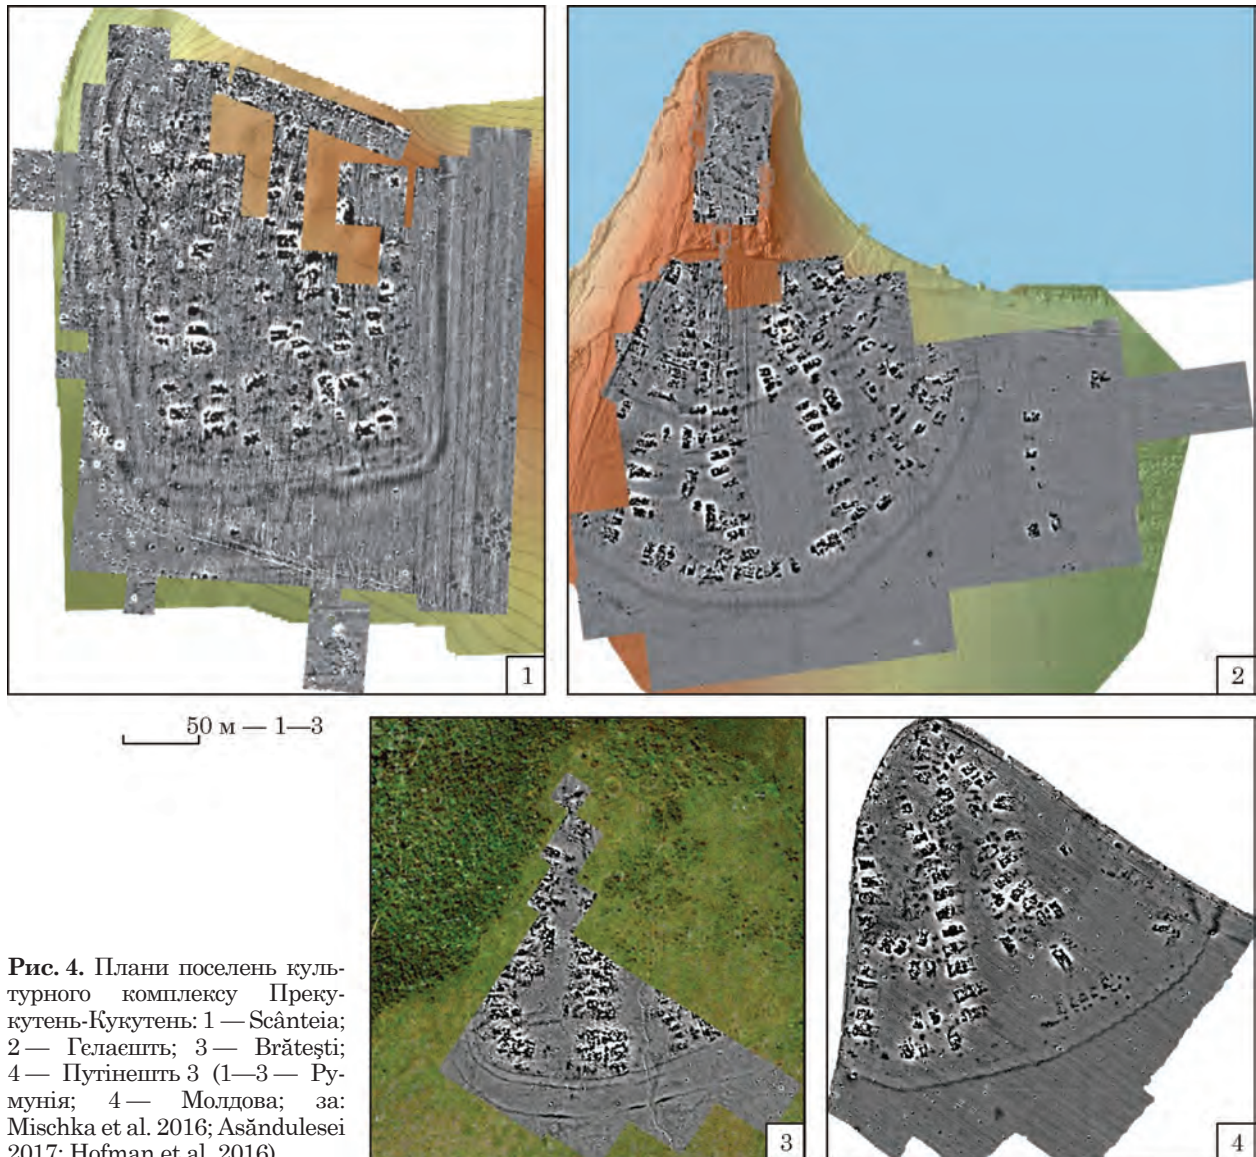 1
2
50 м — 1—3
3
4
Рис. 4. Плани поселень куль-
турного комплексу Преку-
кутень-Кукутень: 1 — Scânteia;
2 — Гєлаєшть; 3 — Brăteşti;
4 — Путінешть 3 (1—3 — Ру-
мунія; 4 — Молдова; за:
Mischka et al. 2016; Asăndulesei
2017; Hofman et al. 2016)